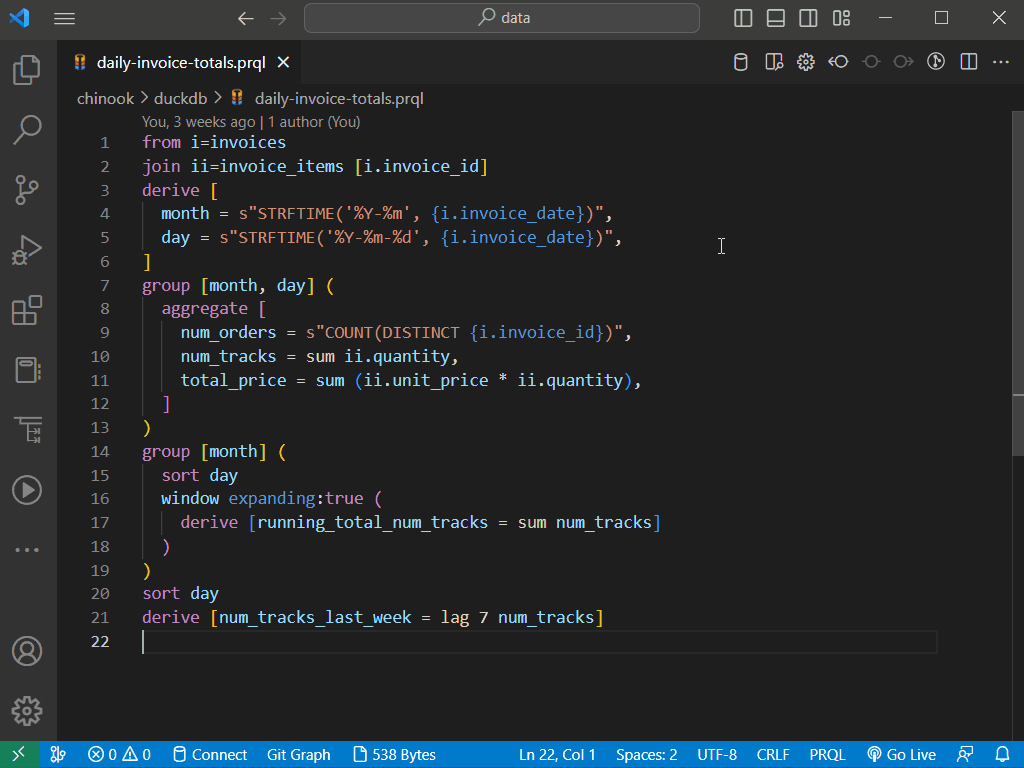 data
daily-invoice-totals.prql
chinook > duckdb > daily-invoice-totals.prql
You, 3 weeks ago | 1 author (You)
1 from i=invoices
2 join ii=invoice_items [i.invoice_id]
3 derive [
4   month = s"STRFTIME('%Y-%m', {i.invoice_date})",
5   day = s"STRFTIME('%Y-%m-%d', {i.invoice_date})",
6 ]
7 group [month, day] (
8   aggregate [
9     num_orders = s"COUNT(DISTINCT {i.invoice_id})",
10     num_tracks = sum ii.quantity,
11     total_price = sum (ii.unit_price * ii.quantity),
12   ]
13 )
14 group [month] (
15   sort day
16   window expanding:true (
17     derive [running_total_num_tracks = sum num_tracks]
18   )
19 )
20 sort day
21 derive [num_tracks_last_week = lag 7 num_tracks]
22
0 0 Connect Git Graph 538 Bytes Ln 22, Col 1 Spaces: 2 UTF-8 CRLF PRQL Go Live